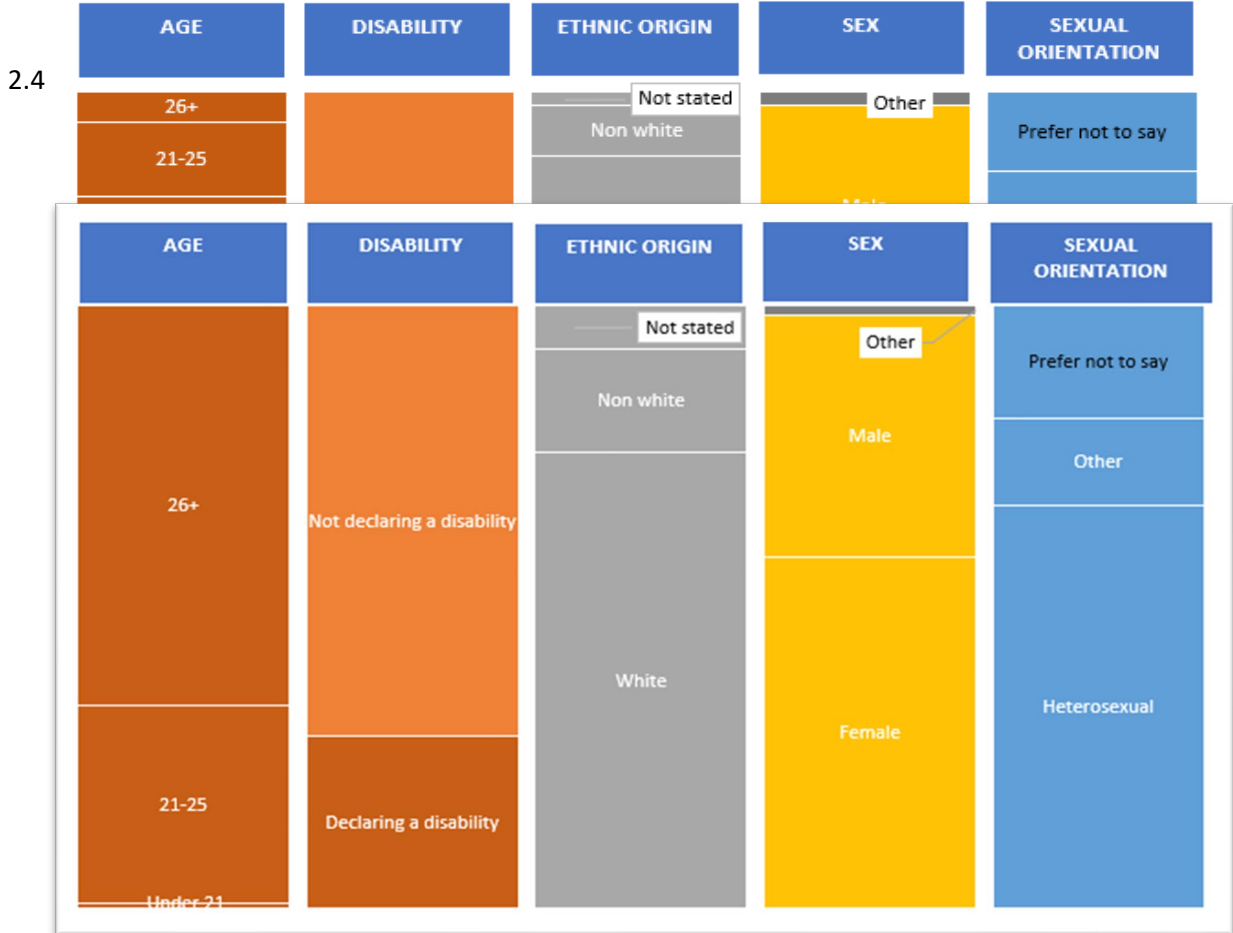 AGE
DISABILITY
ETHNIC ORIGIN
SEX
SEXUAL
ORIENTATION
2.4
26+
Not stated
Other
Non white
Prefer not to say
21-25
Male
AGE
DISABILITY
ETHNIC ORIGIN
SEX
SEXUAL
ORIENTATION
Not stated
Other
Prefer not to say
Non white
Male
Other
26+
Not declaring a disability
White
Heterosexual
Female
21-25
Declaring a disability
Under 21